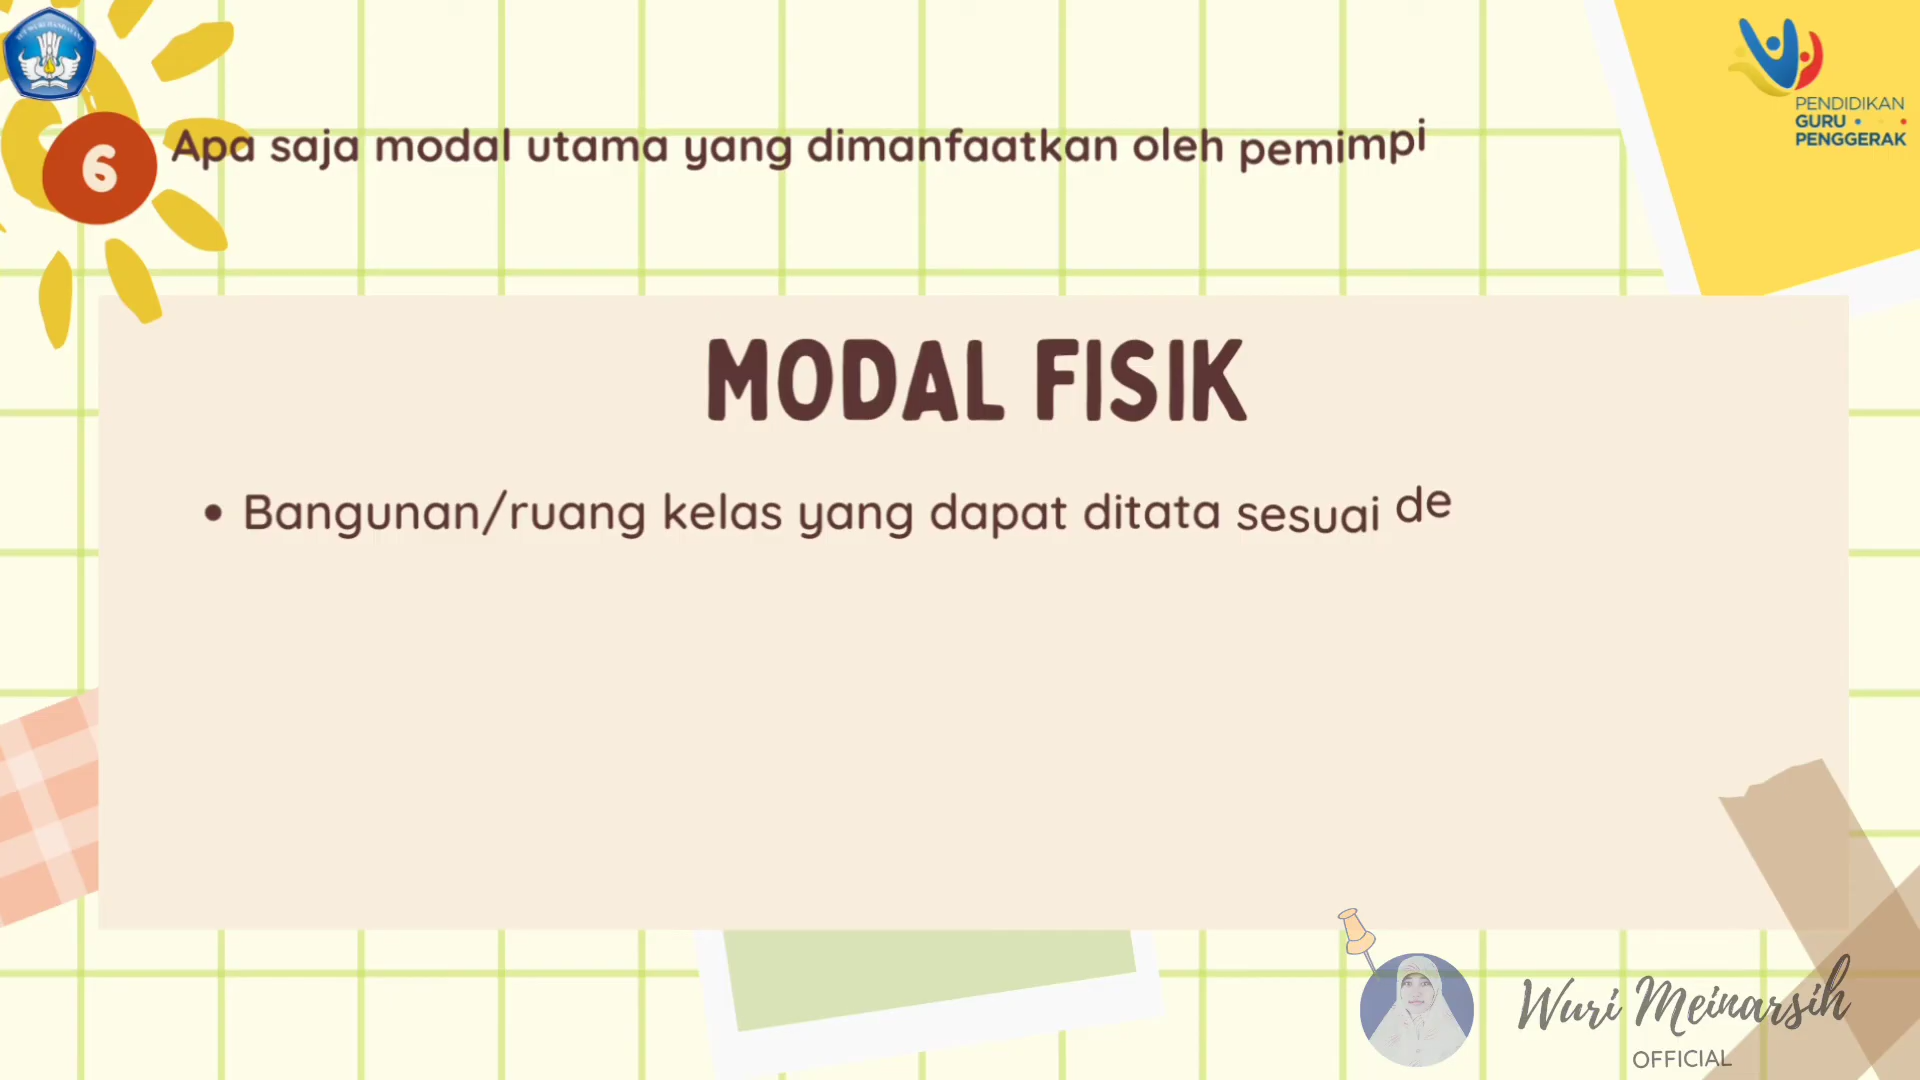 6
Apa saja modal utama yang dimanfaatkan oleh pemimpi
PENDIDIKAN
GURU
PENGGERAK
MODAL FISIK
• Bangunan/ruang kelas yang dapat ditata sesuai de
Wuri Meinarsih
OFFICIAL